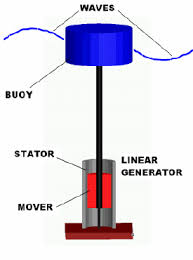 WAVES
BUOY
STATOR
LINEAR
GENERATOR
MOVER